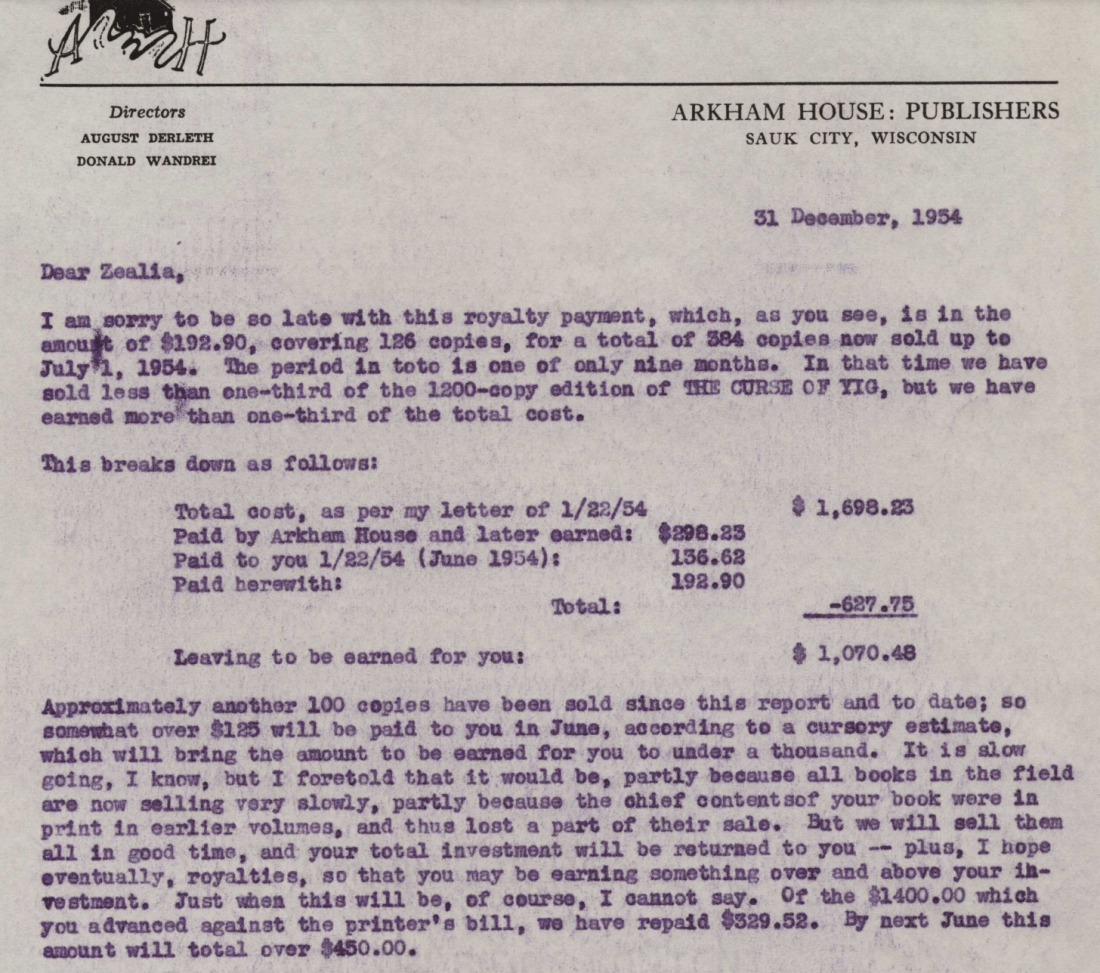 AH
Directors
AUGUST DERLETH
DONALD WANDREI
ARKHAM HOUSE: PUBLISHERS
SAUK CITY, WISCONSIN
31 December, 1954
Dear Zealia,
I am sorry to be so late with this royalty payment, which, as you see, is in the
amount of $192.90, covering 126 copies, for a total of 384 copies now sold up to
July 1, 1954. The period in toto is one of only nine months. In that time we have
sold less than one-third of the 1200-copy edition of THE CURSE OF YIG, but we have
earned more than one-third of the total cost.
This breaks down as follows:
Total cost, as per my letter of 1/22/54 $ 1,698.23
Paid by Arkham House and later earned: $298.23
Paid to you 1/22/54 (June 1954): 136.62
Paid herewith: 192.90
Total: -627.75
Leaving to be earned for you: $ 1,070.48
Approximately another 100 copies have been sold since this report and to date; so
somewhat over $125 will be paid to you in June, according to a cursory estimate,
which will bring the amount to be earned for you to under a thousand. It is slow
going, I know, but I foretold that it would be, partly because all books in the field
are now selling very slowly, partly because the chief contentsof your book were in
print in earlier volumes, and thus lost a part of their sale. But we will sell them
all in good time, and your total investment will be returned to you -- plus, I hope
eventually, royalties, so that you may be earning something over and above your in-
vestment. Just when this will be, of course, I cannot say. Of the $1400.00 which
you advanced against the printer's bill, we have repaid $329.52. By next June this
amount will total over $450.00.